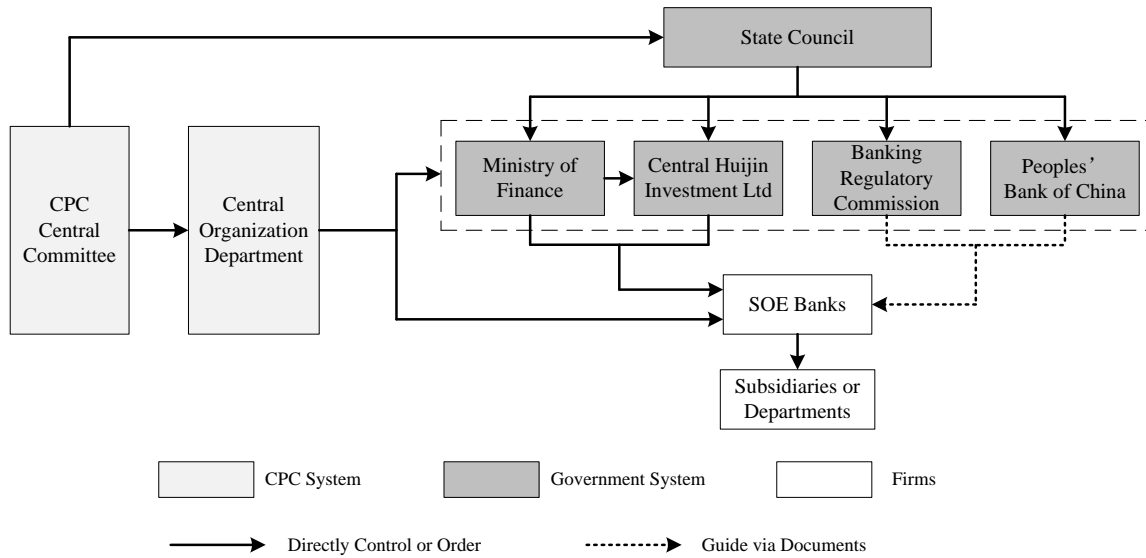 State Council
CPC
Central
Committee
Central
Organization
Department
Ministry of
Finance
Central Huijin
Investment Ltd
Banking
Regulatory
Commission
Peoples’
Bank of China
SOE Banks
Subsidiaries or
Departments
CPC System
Government System
Firms
Directly Control or Order
Guide via Documents